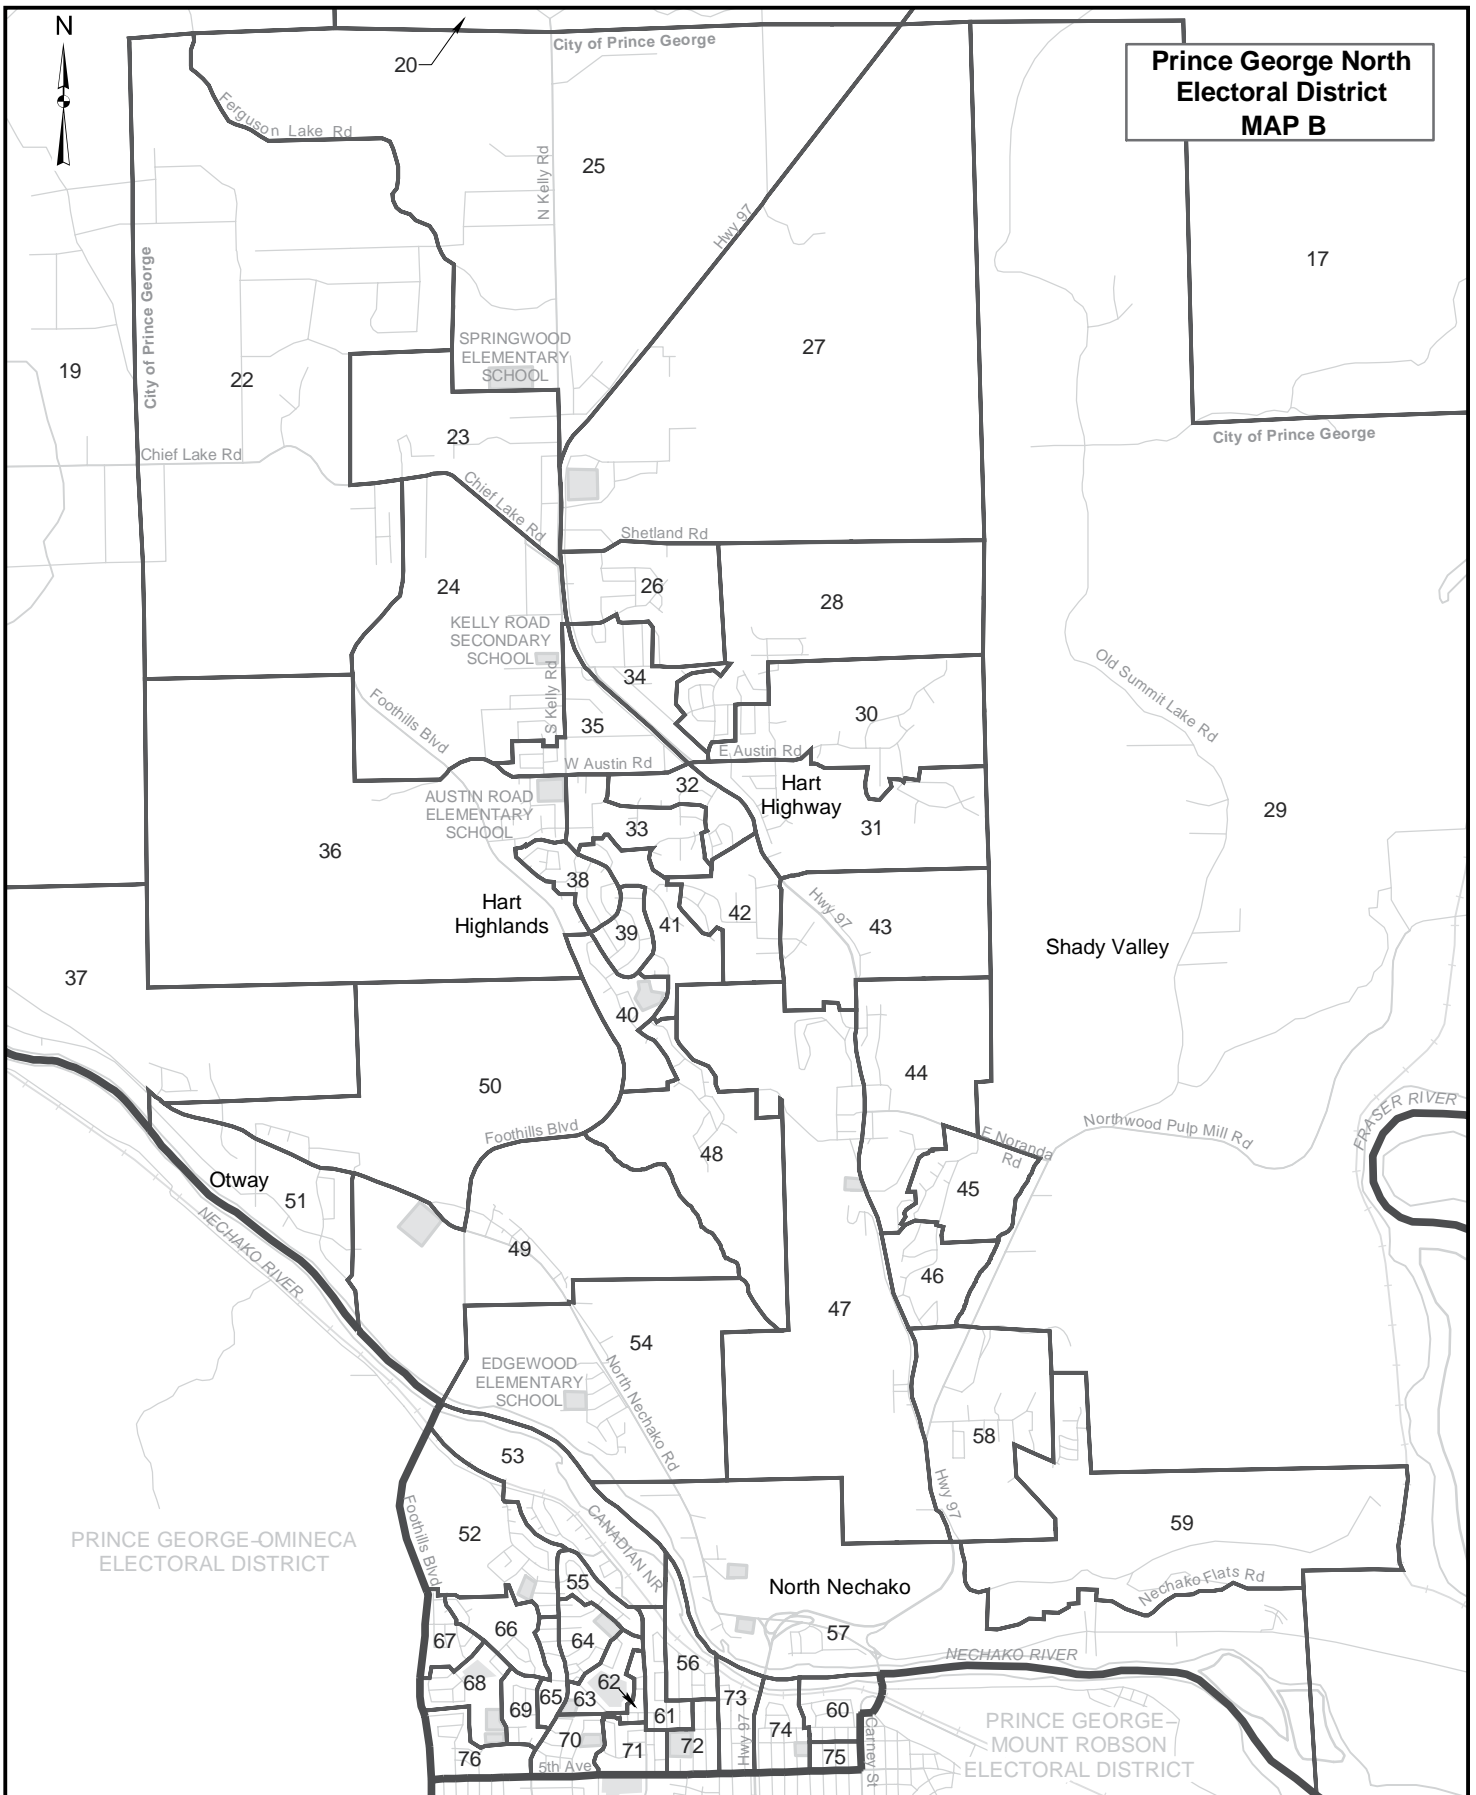 N
20
City of Prince George
Prince George North
Electoral District
MAP B
Ferguson Lake Rd
N Kelly Rd
25
Hwy 97
17
City of Prince George
SPRINGWOOD
ELEMENTARY
SCHOOL
27
19
22
23
City of Prince George
Chief Lake Rd
Chief Lake Rd
Shetland Rd
24
26
28
KELLY ROAD
SECONDARY
SCHOOL
34
Old Summit Lake Rd
Foothills Blvd
S Kelly Rd
35
30
E Austin Rd
W Austin Rd
32
Hart
Highway
AUSTIN ROAD
ELEMENTARY
SCHOOL
29
33
31
36
38
Hart
Highlands
Hwy 97
42
39
41
43
Shady Valley
37
40
50
44
FRASER RIVER
Foothills Blvd
Northwood Pulp Mill Rd
E Noranda
Rd
48
Otway
51
45
NECHAKO RIVER
49
46
47
54
EDGEWOOD
ELEMENTARY
SCHOOL
North Nechako Rd
58
53
Hwy 97
52
Foothills Blvd
CANADIAN NR
59
PRINCE GEORGE–OMINECA
ELECTORAL DISTRICT
55
North Nechako
Nechako Flats Rd
66
67
64
57
NECHAKO RIVER
56
68
62
65
63
73
69
61
60
74
PRINCE GEORGE–
MOUNT ROBSON
ELECTORAL DISTRICT
70
71
72
Hwy 97
75
Carney St
76
5th Ave